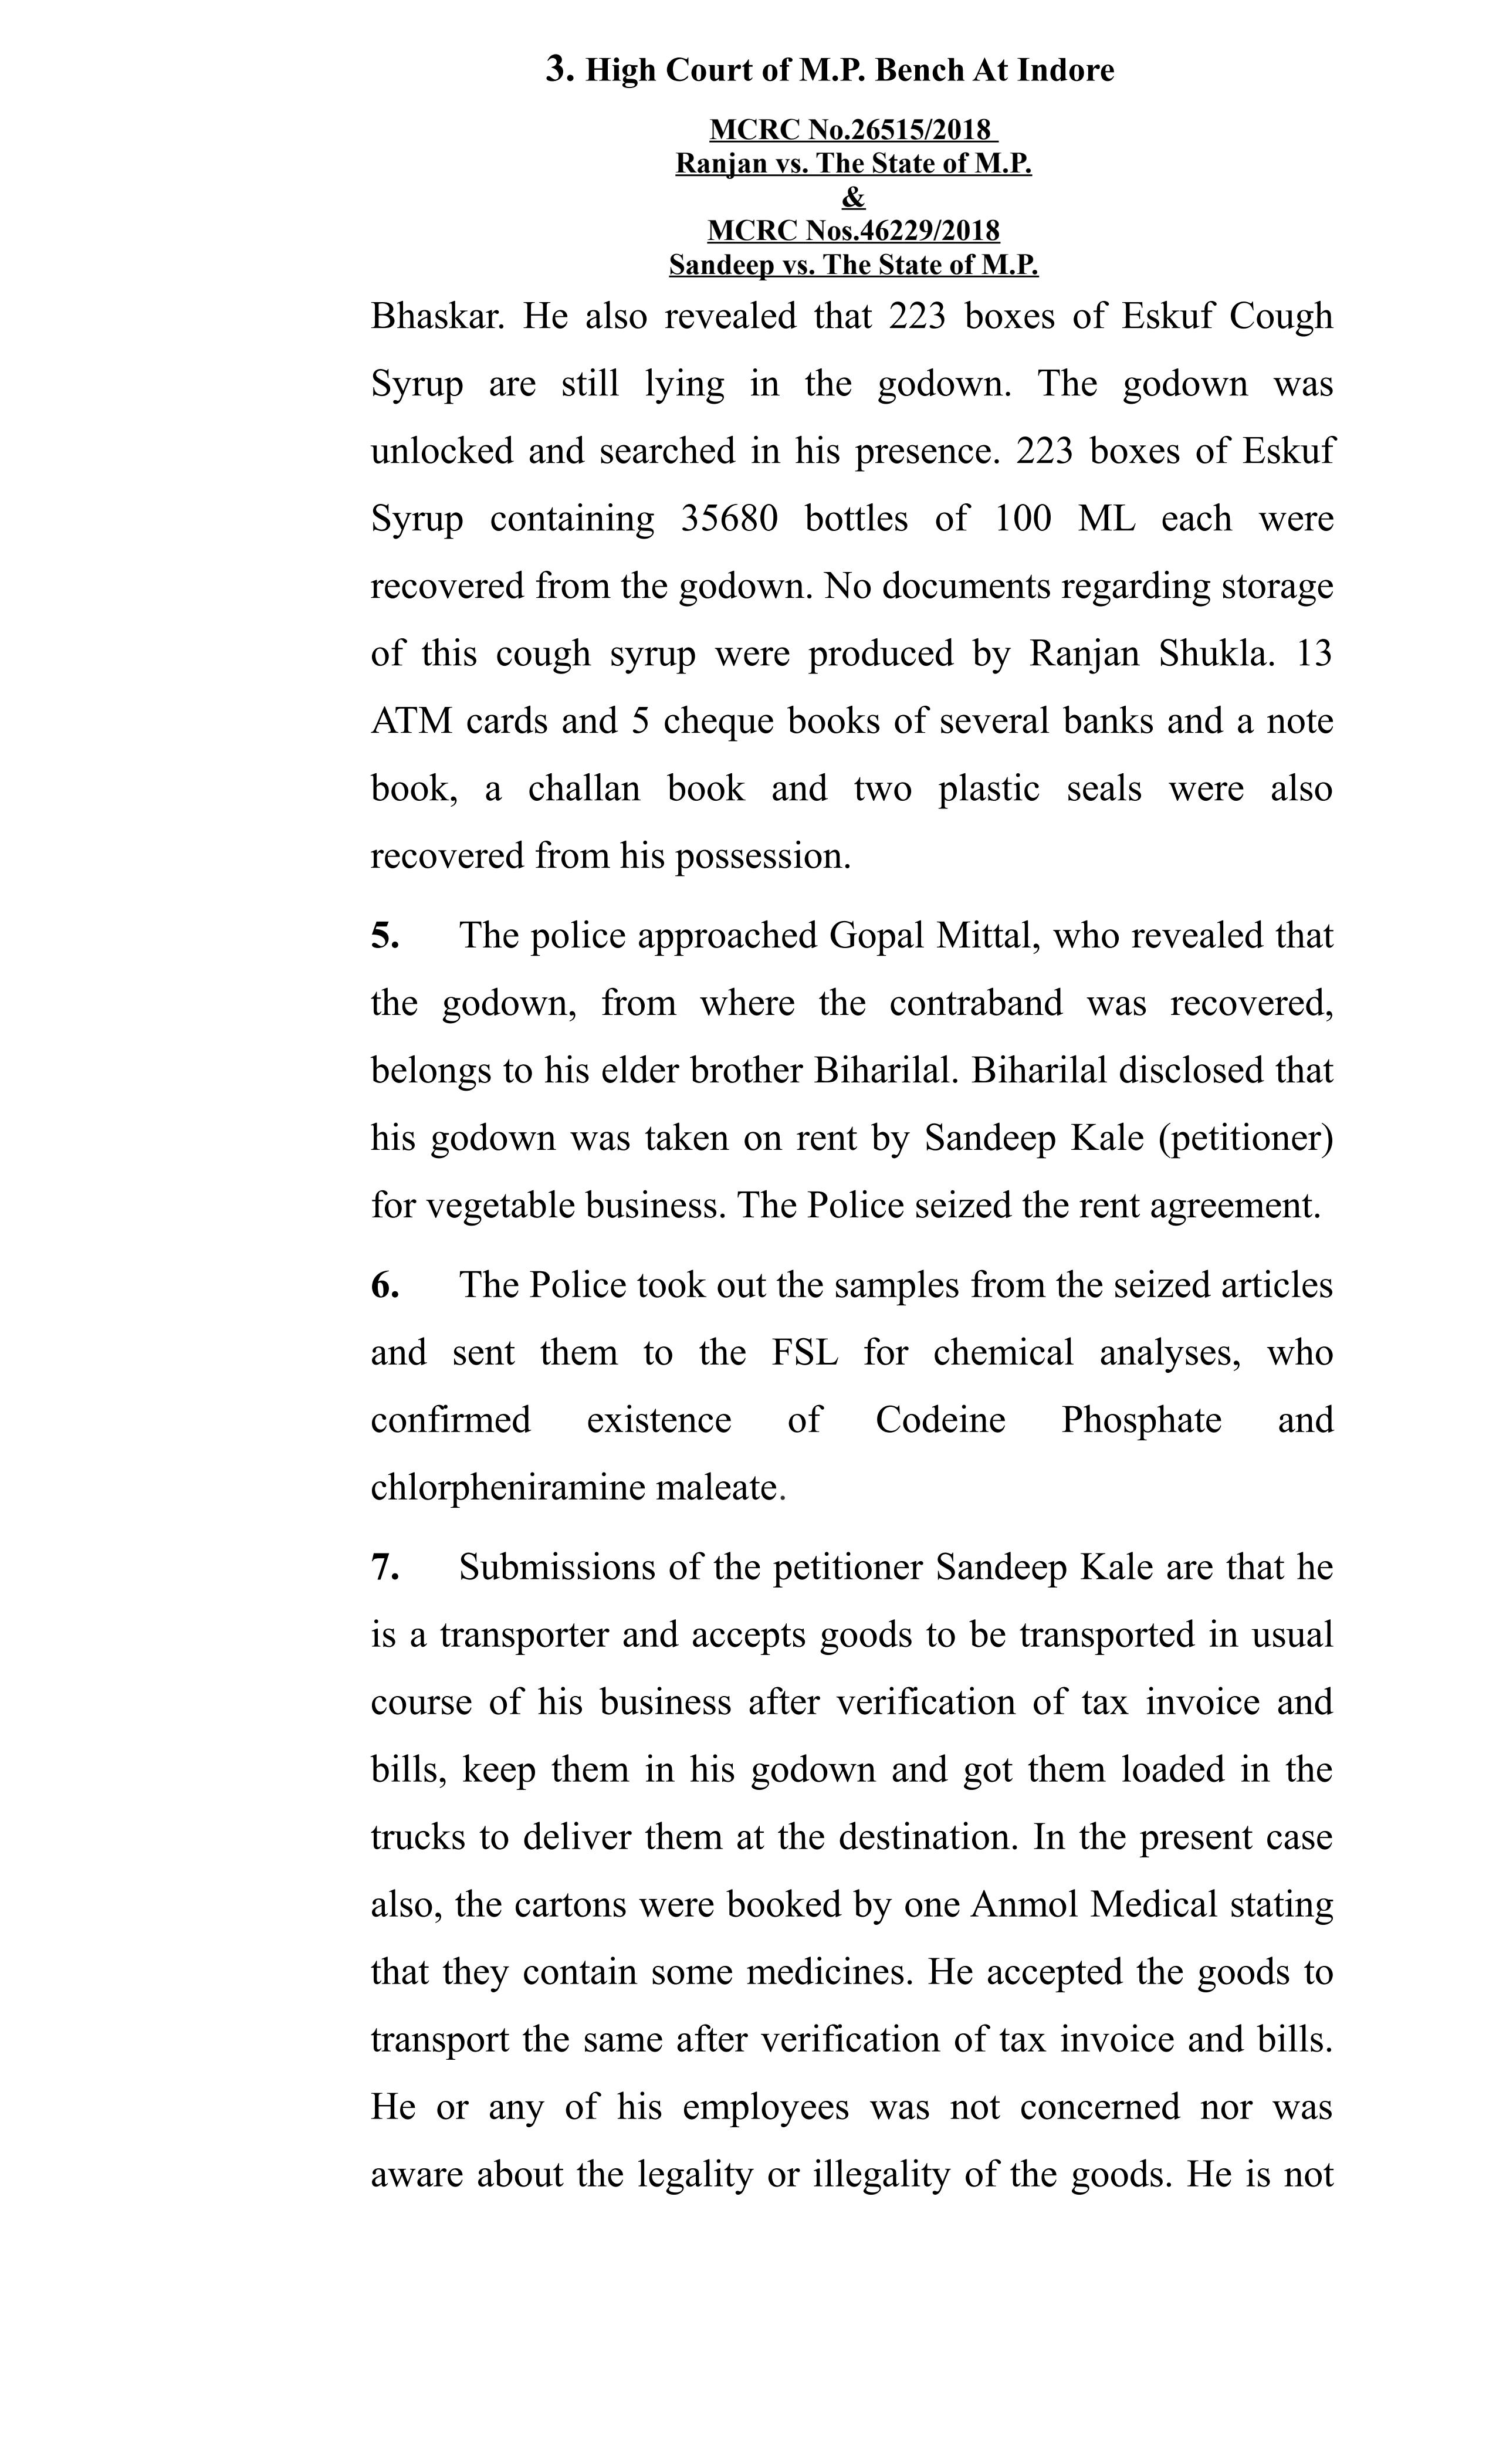 3. High Court of M.P. Bench At Indore
MCRC No.26515/2018
Ranjan vs. The State of M.P.
&
MCRC Nos.46229/2018
Sandeep vs. The State of M.P.
Bhaskar. He also revealed that 223 boxes of Eskuf Cough
Syrup are still lying in the godown. The godown was
unlocked and searched in his presence. 223 boxes of Eskuf
Syrup containing 35680 bottles of 100 ML each were
recovered from the godown. No documents regarding storage
of this cough syrup were produced by Ranjan Shukla. 13
ATM cards and 5 cheque books of several banks and a note
book, a challan book and two plastic seals were also
recovered from his possession.
5. The police approached Gopal Mittal, who revealed that
the godown, from where the contraband was recovered,
belongs to his elder brother Biharilal. Biharilal disclosed that
his godown was taken on rent by Sandeep Kale (petitioner)
for vegetable business. The Police seized the rent agreement.
6. The Police took out the samples from the seized articles
and sent them to the FSL for chemical analyses, who
confirmed existence of Codeine Phosphate and
chlorpheniramine maleate.
7. Submissions of the petitioner Sandeep Kale are that he
is a transporter and accepts goods to be transported in usual
course of his business after verification of tax invoice and
bills, keep them in his godown and got them loaded in the
trucks to deliver them at the destination. In the present case
also, the cartons were booked by one Anmol Medical stating
that they contain some medicines. He accepted the goods to
transport the same after verification of tax invoice and bills.
He or any of his employees was not concerned nor was
aware about the legality or illegality of the goods. He is not